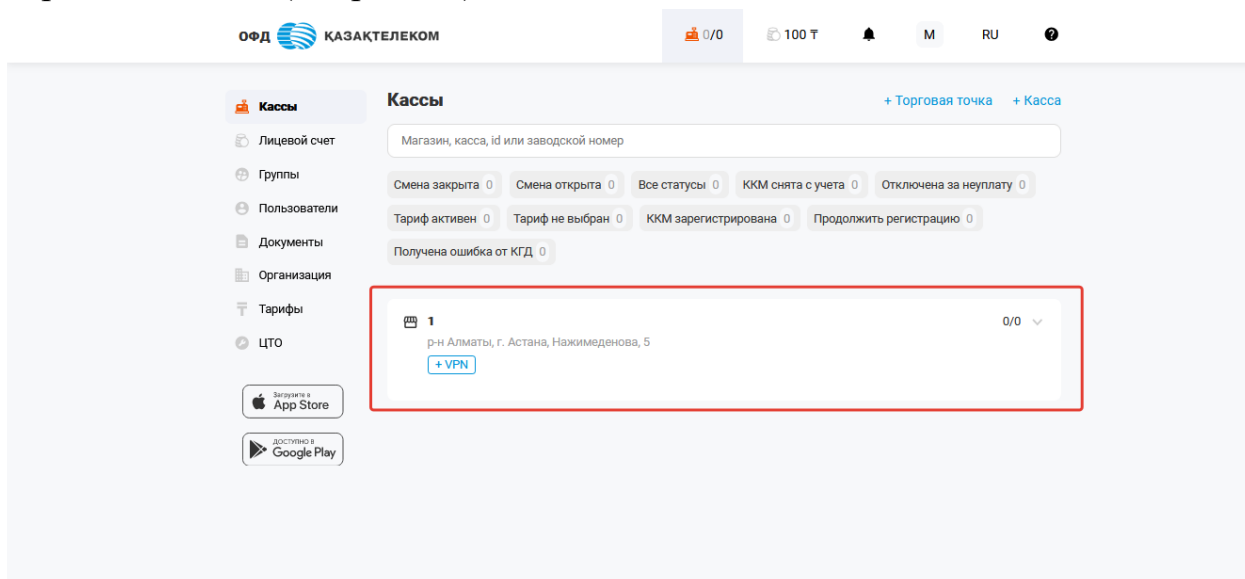 ОФД ҚАЗАҚТЕЛЕКОМ 0/0 100 ₸ M RU
Кассы
Лицевой счет
Группы
Пользователи
Документы
Организация
Тарифы
ЦТО
Загрузите в
App Store
ДОСТУПНО В
Google Play
Кассы + Торговая точка + Касса
Магазин, касса, id или заводской номер
Смена закрыта 0 Смена открыта 0 Все статусы 0 ККМ снята с учета 0 Отключена за неуплату 0
Тариф активен 0 Тариф не выбран 0 ККМ зарегистрирована 0 Продолжить регистрацию 0
Получена ошибка от КГД 0
1 0/0
р-н Алматы, г. Астана, Нажимеденова, 5
+ VPN